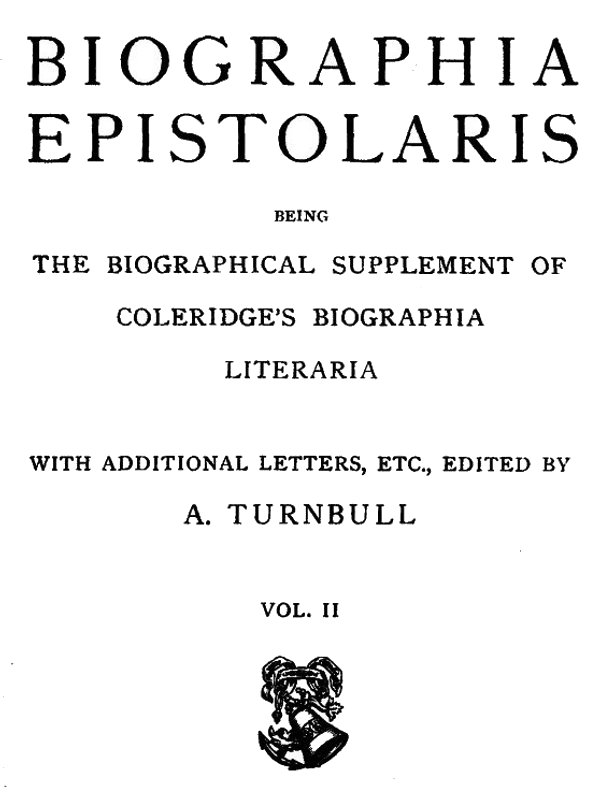 BIOGRAPHIA
EPISTOLARIS
BEING
THE BIOGRAPHICAL SUPPLEMENT OF
COLERIDGE'S BIOGRAPHIA
LITERARIA
WITH ADDITIONAL LETTERS, ETC., EDITED BY
A. TURNBULL
VOL. II